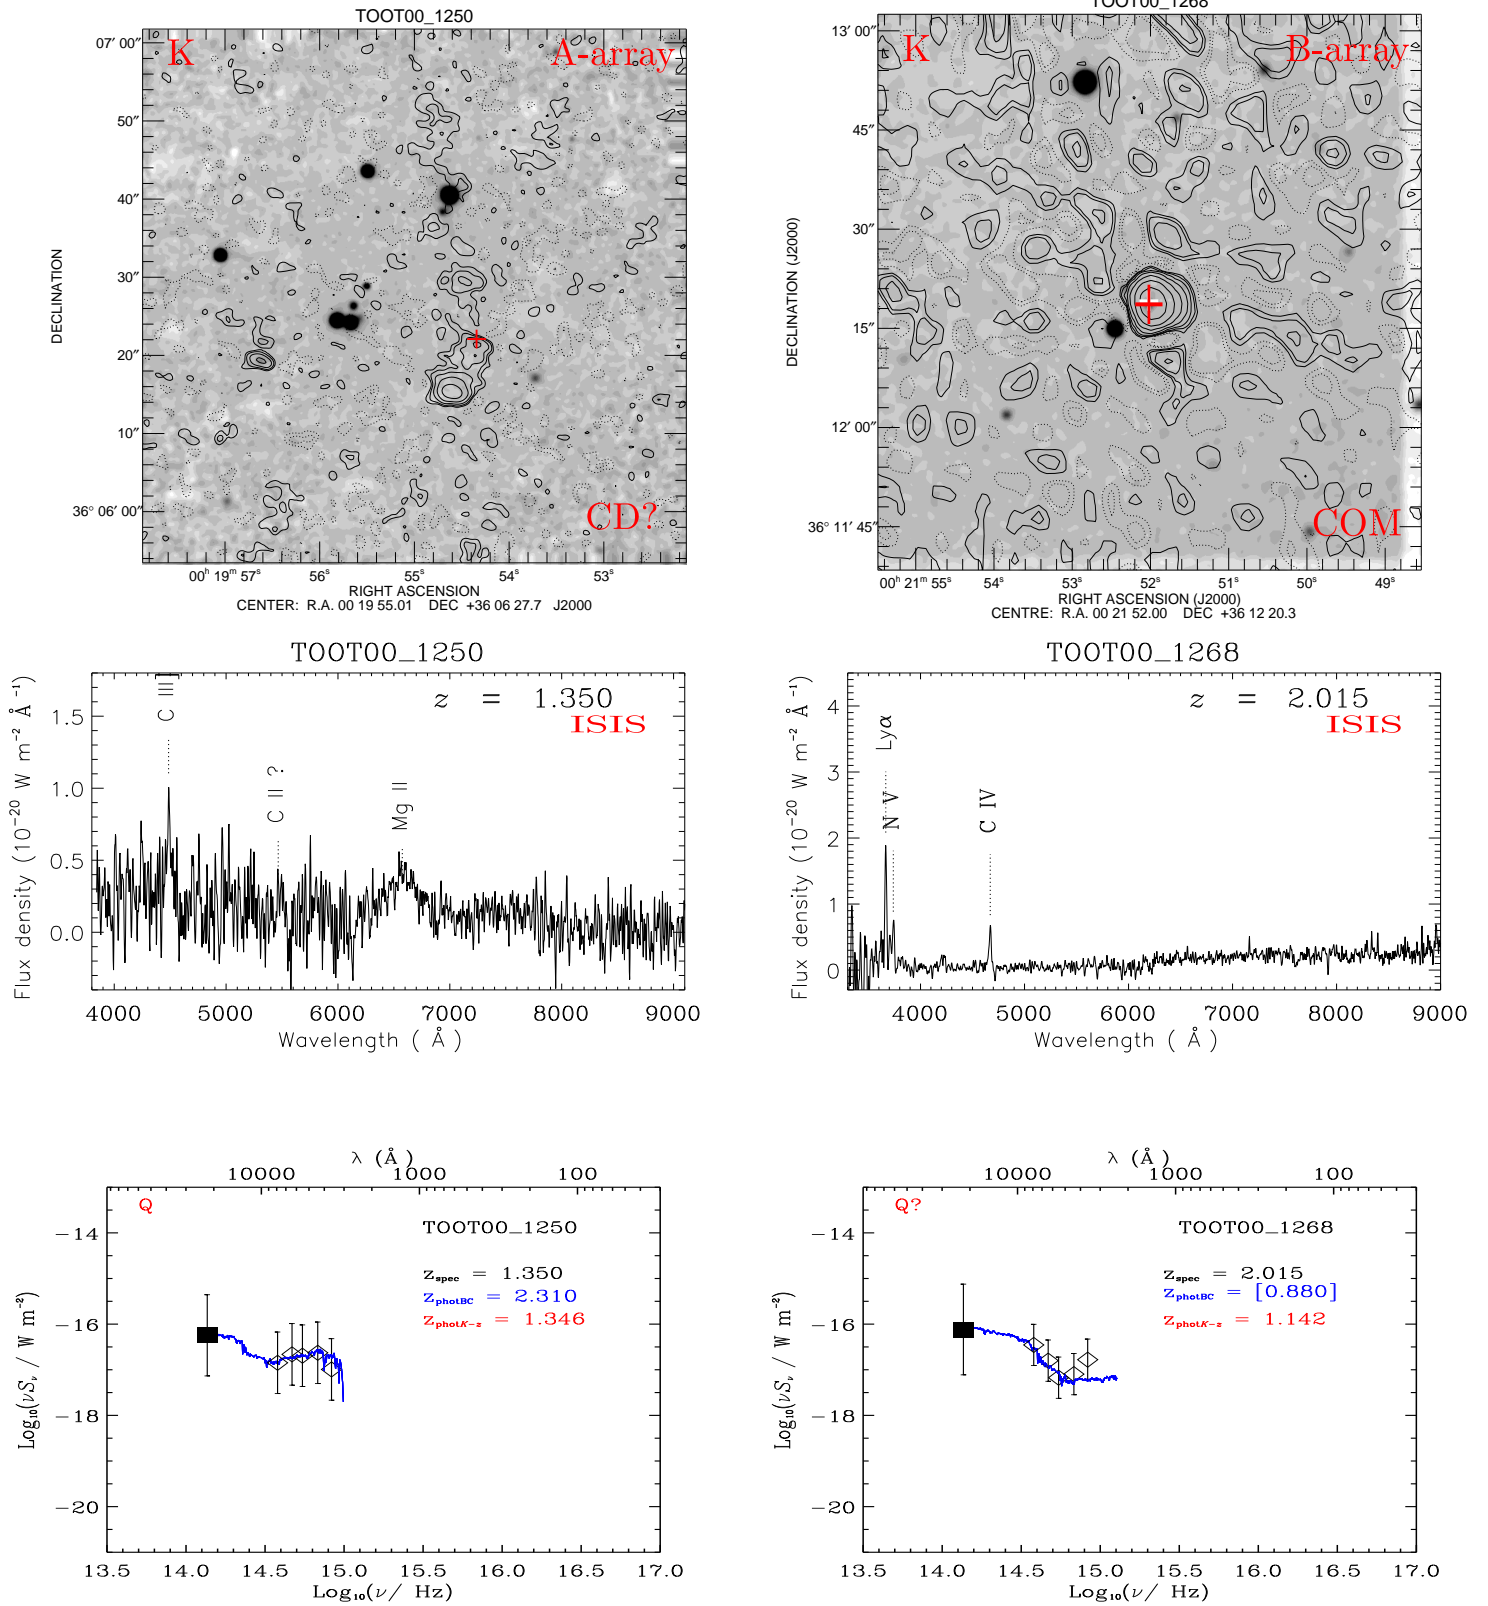 TOOT00_1250
K
A-array
07' 00"
50"
40"
30"
20"
10"
36° 06' 00"
DECLINATION
CD?
00ʰ 19ᵐ 57ˢ 56ˢ 55ˢ 54ˢ 53ˢ
RIGHT ASCENSION
CENTER: R.A. 00 19 55.01 DEC +36 06 27.7 J2000
TOOT00_1268
K
B-array
13' 00"
45"
30"
15"
12' 00"
36° 11' 45"
DECLINATION (J2000)
COM
00ʰ 21ᵐ 55ˢ 54ˢ 53ˢ 52ˢ 51ˢ 50ˢ 49ˢ
RIGHT ASCENSION (J2000)
CENTRE: R.A. 00 21 52.00 DEC +36 12 20.3
TOOT00_1250
z = 1.350
ISIS
C III]
C II ?
Mg II
1.5
1.0
0.5
0.0
Flux density (10⁻²⁰ W m⁻² Å⁻¹)
4000 5000 6000 7000 8000 9000
Wavelength ( Å )
TOOT00_1268
z = 2.015
ISIS
Lyα
N V
C IV
4
3
2
1
0
Flux density (10⁻²⁰ W m⁻² Å⁻¹)
4000 5000 6000 7000 8000 9000
Wavelength ( Å )
λ (Å)
10000 1000 100
Q
TOOT00_1250
z_spec = 1.350
z_photBC = 2.310
z_photK-z = 1.346
−14
−16
−18
−20
Log₁₀(νSᵥ / W m⁻²)
13.5 14.0 14.5 15.0 15.5 16.0 16.5 17.0
Log₁₀(ν/ Hz)
λ (Å)
10000 1000 100
Q?
TOOT00_1268
z_spec = 2.015
z_photBC = [0.880]
z_photK-z = 1.142
−14
−16
−18
−20
Log₁₀(νSᵥ / W m⁻²)
13.5 14.0 14.5 15.0 15.5 16.0 16.5 17.0
Log₁₀(ν/ Hz)